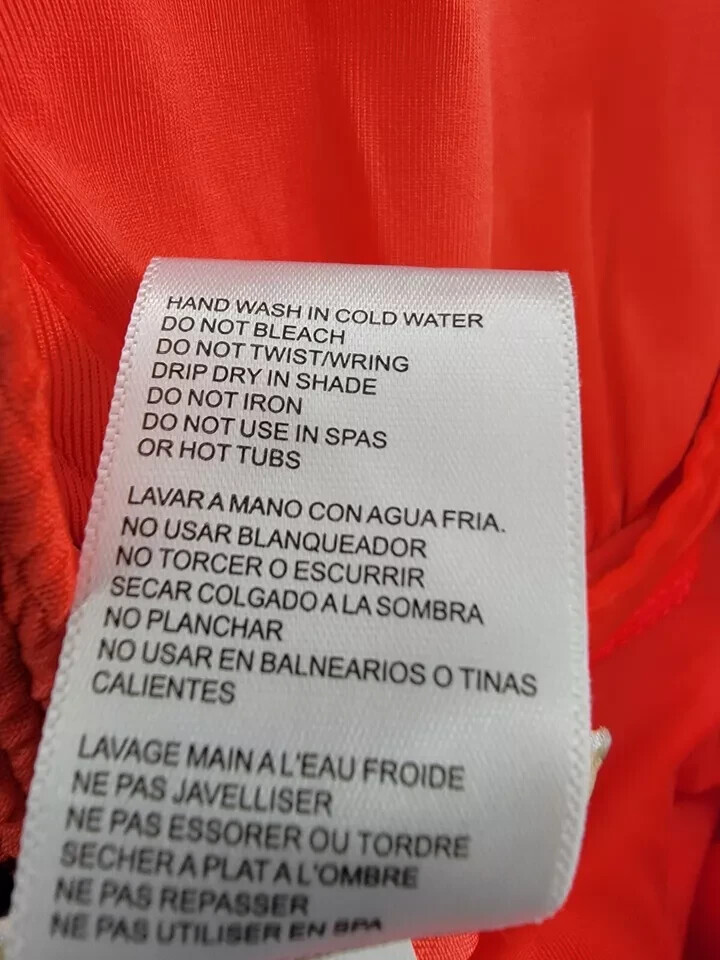 HAND WASH IN COLD WATER
DO NOT BLEACH
DO NOT TWIST/WRING
DRIP DRY IN SHADE
DO NOT IRON
DO NOT USE IN SPAS
OR HOT TUBS
LAVAR A MANO CON AGUA FRIA.
NO USAR BLANQUEADOR
NO TORCER O ESCURRIR
SECAR COLGADO A LA SOMBRA
NO PLANCHAR
NO USAR EN BALNEARIOS O TINAS
CALIENTES
LAVAGE MAIN A L'EAU FROIDE
NE PAS JAVELLISER
NE PAS ESSORER OU TORDRE
SECHER A PLAT A L'OMBRE
NE PAS REPASSER
NE PAS UTILISER EN SPA